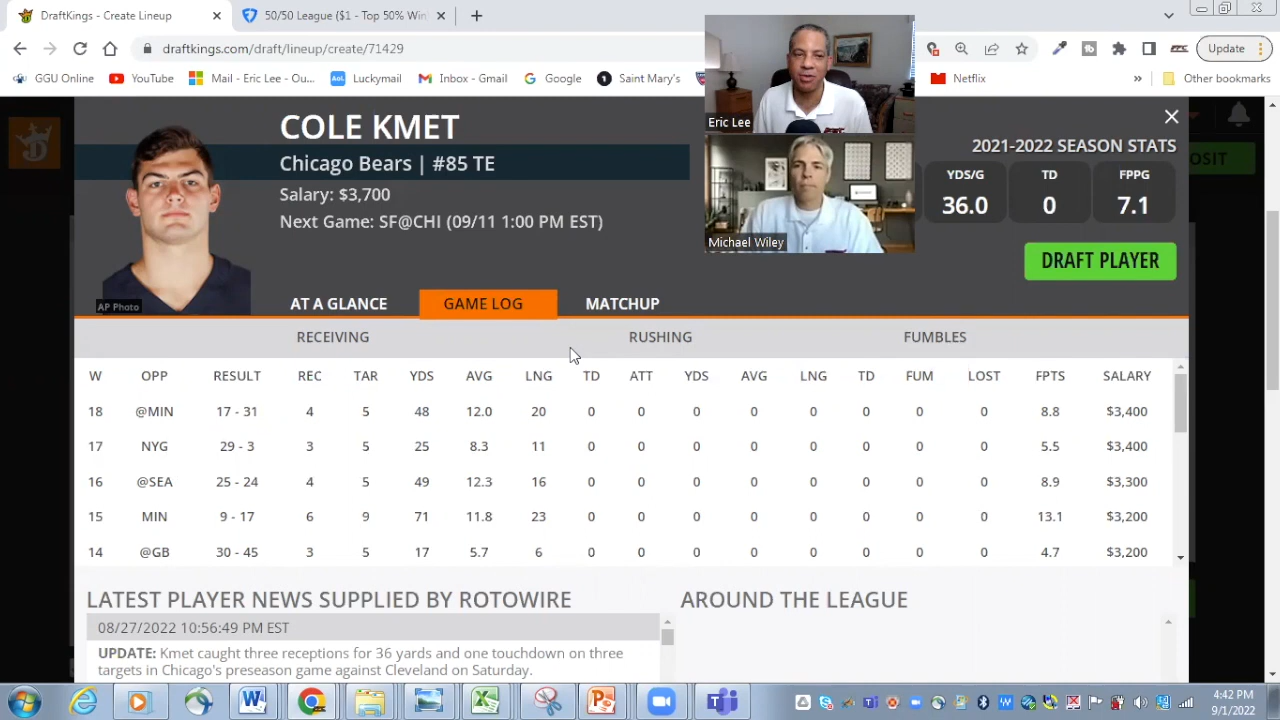 DraftKings - Create Lineup
50/50 League ($1 - Top 50% Win
draftkings.com/draft/lineup/create/71429
Update
GGU Online
YouTube
Mail - Eric Lee - Ou...
Luckymail
Inbox - Gmail
Google
Saint Mary's
Netflix
Other bookmarks
Eric Lee
Michael Wiley
COLE KMET
Chicago Bears | #85 TE
Salary: $3,700
Next Game: SF@CHI (09/11 1:00 PM EST)
AP Photo
2021-2022 SEASON STATS
YDS/G TD FPPG
36.0 0 7.1
DRAFT PLAYER
OSIT
AT A GLANCE GAME LOG MATCHUP
RECEIVING RUSHING FUMBLES
W OPP RESULT REC TAR YDS AVG LNG TD ATT YDS AVG LNG TD FUM LOST FPTS SALARY
18 @MIN 17 - 31 4 5 48 12.0 20 0 0 0 0 0 0 0 0 8.8 $3,400
17 NYG 29 - 3 3 5 25 8.3 11 0 0 0 0 0 0 0 0 5.5 $3,400
16 @SEA 25 - 24 4 5 49 12.3 16 0 0 0 0 0 0 0 0 8.9 $3,300
15 MIN 9 - 17 6 9 71 11.8 23 0 0 0 0 0 0 0 0 13.1 $3,200
14 @GB 30 - 45 3 5 17 5.7 6 0 0 0 0 0 0 0 0 4.7 $3,200
LATEST PLAYER NEWS SUPPLIED BY ROTOWIRE
AROUND THE LEAGUE
08/27/2022 10:56:49 PM EST
UPDATE: Kmet caught three receptions for 36 yards and one touchdown on three
targets in Chicago's preseason game against Cleveland on Saturday.
4:42 PM
9/1/2022